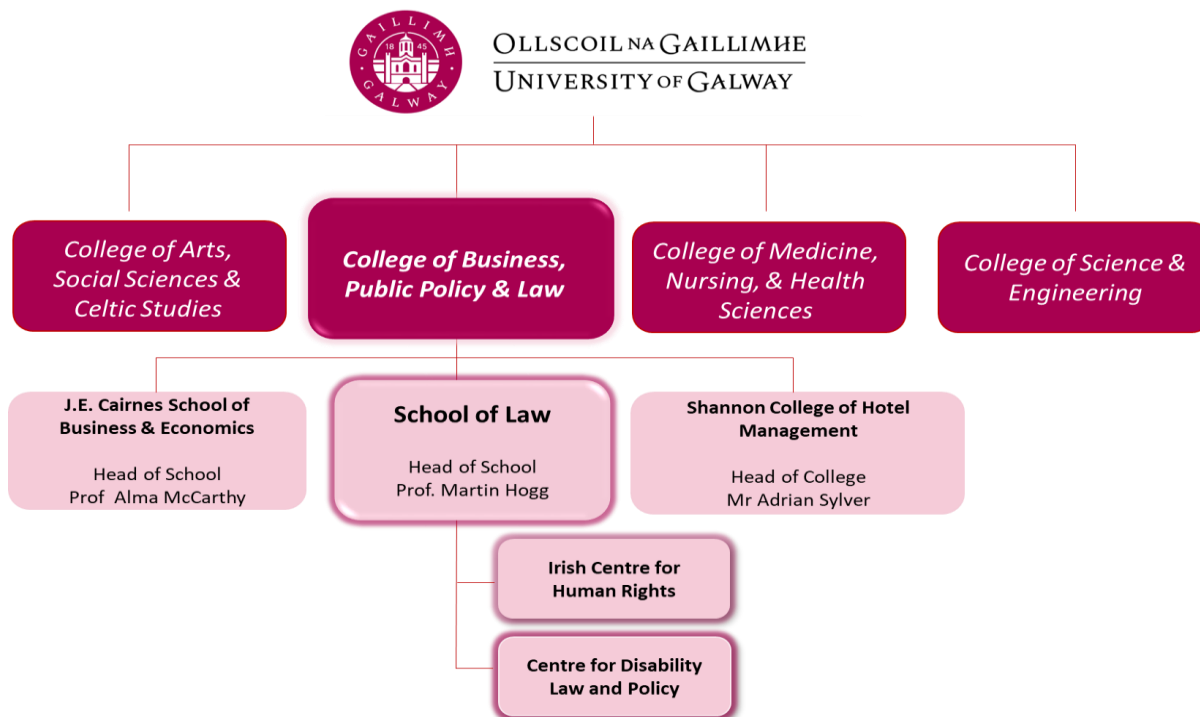 GAILLIMH
1845
GALWAY
OLLSCOIL NA GAILLIMHE
UNIVERSITY OF GALWAY
College of Arts,
Social Sciences &
Celtic Studies
College of Business,
Public Policy & Law
College of Medicine,
Nursing, & Health
Sciences
College of Science &
Engineering
J.E. Cairnes School of
Business & Economics
Head of School
Prof Alma McCarthy
School of Law
Head of School
Prof. Martin Hogg
Shannon College of Hotel
Management
Head of College
Mr Adrian Sylver
Irish Centre for
Human Rights
Centre for Disability
Law and Policy